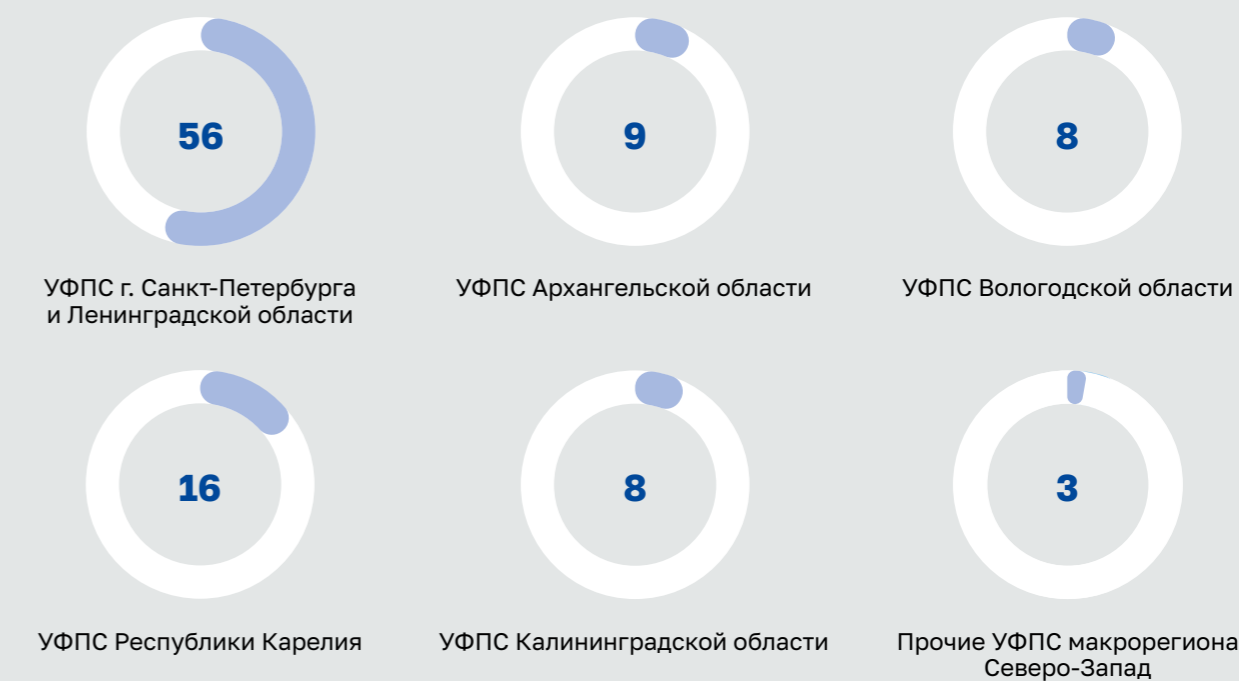 56
9
8
УФПС г. Санкт-Петербурга
и Ленинградской области
УФПС Архангельской области
УФПС Вологодской области
16
8
3
УФПС Республики Карелия
УФПС Калининградской области
Прочие УФПС макрорегиона
Северо-Запад